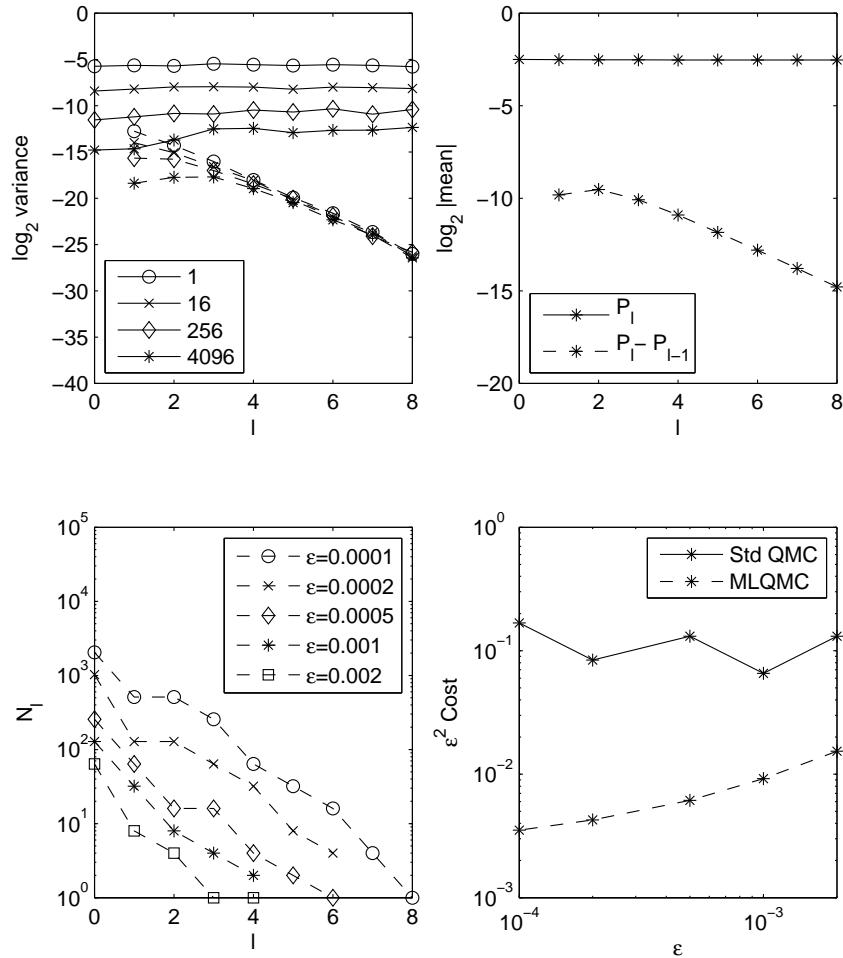 0
−5
−10
−15
−20
−25
−30
−35
−40
0 2 4 6 8
l
log2 variance
1
16
256
4096
0
−5
−10
−15
−20
0 2 4 6 8
l
log2 |mean|
Pl
Pl− Pl−1
10^5
10^4
10^3
10^2
10^1
10^0
0 2 4 6 8
l
Nl
ε=0.0001
ε=0.0002
ε=0.0005
ε=0.001
ε=0.002
10^0
10^−1
10^−2
10^−3
10^−4 10^−3
ε
ε^2 Cost
Std QMC
MLQMC